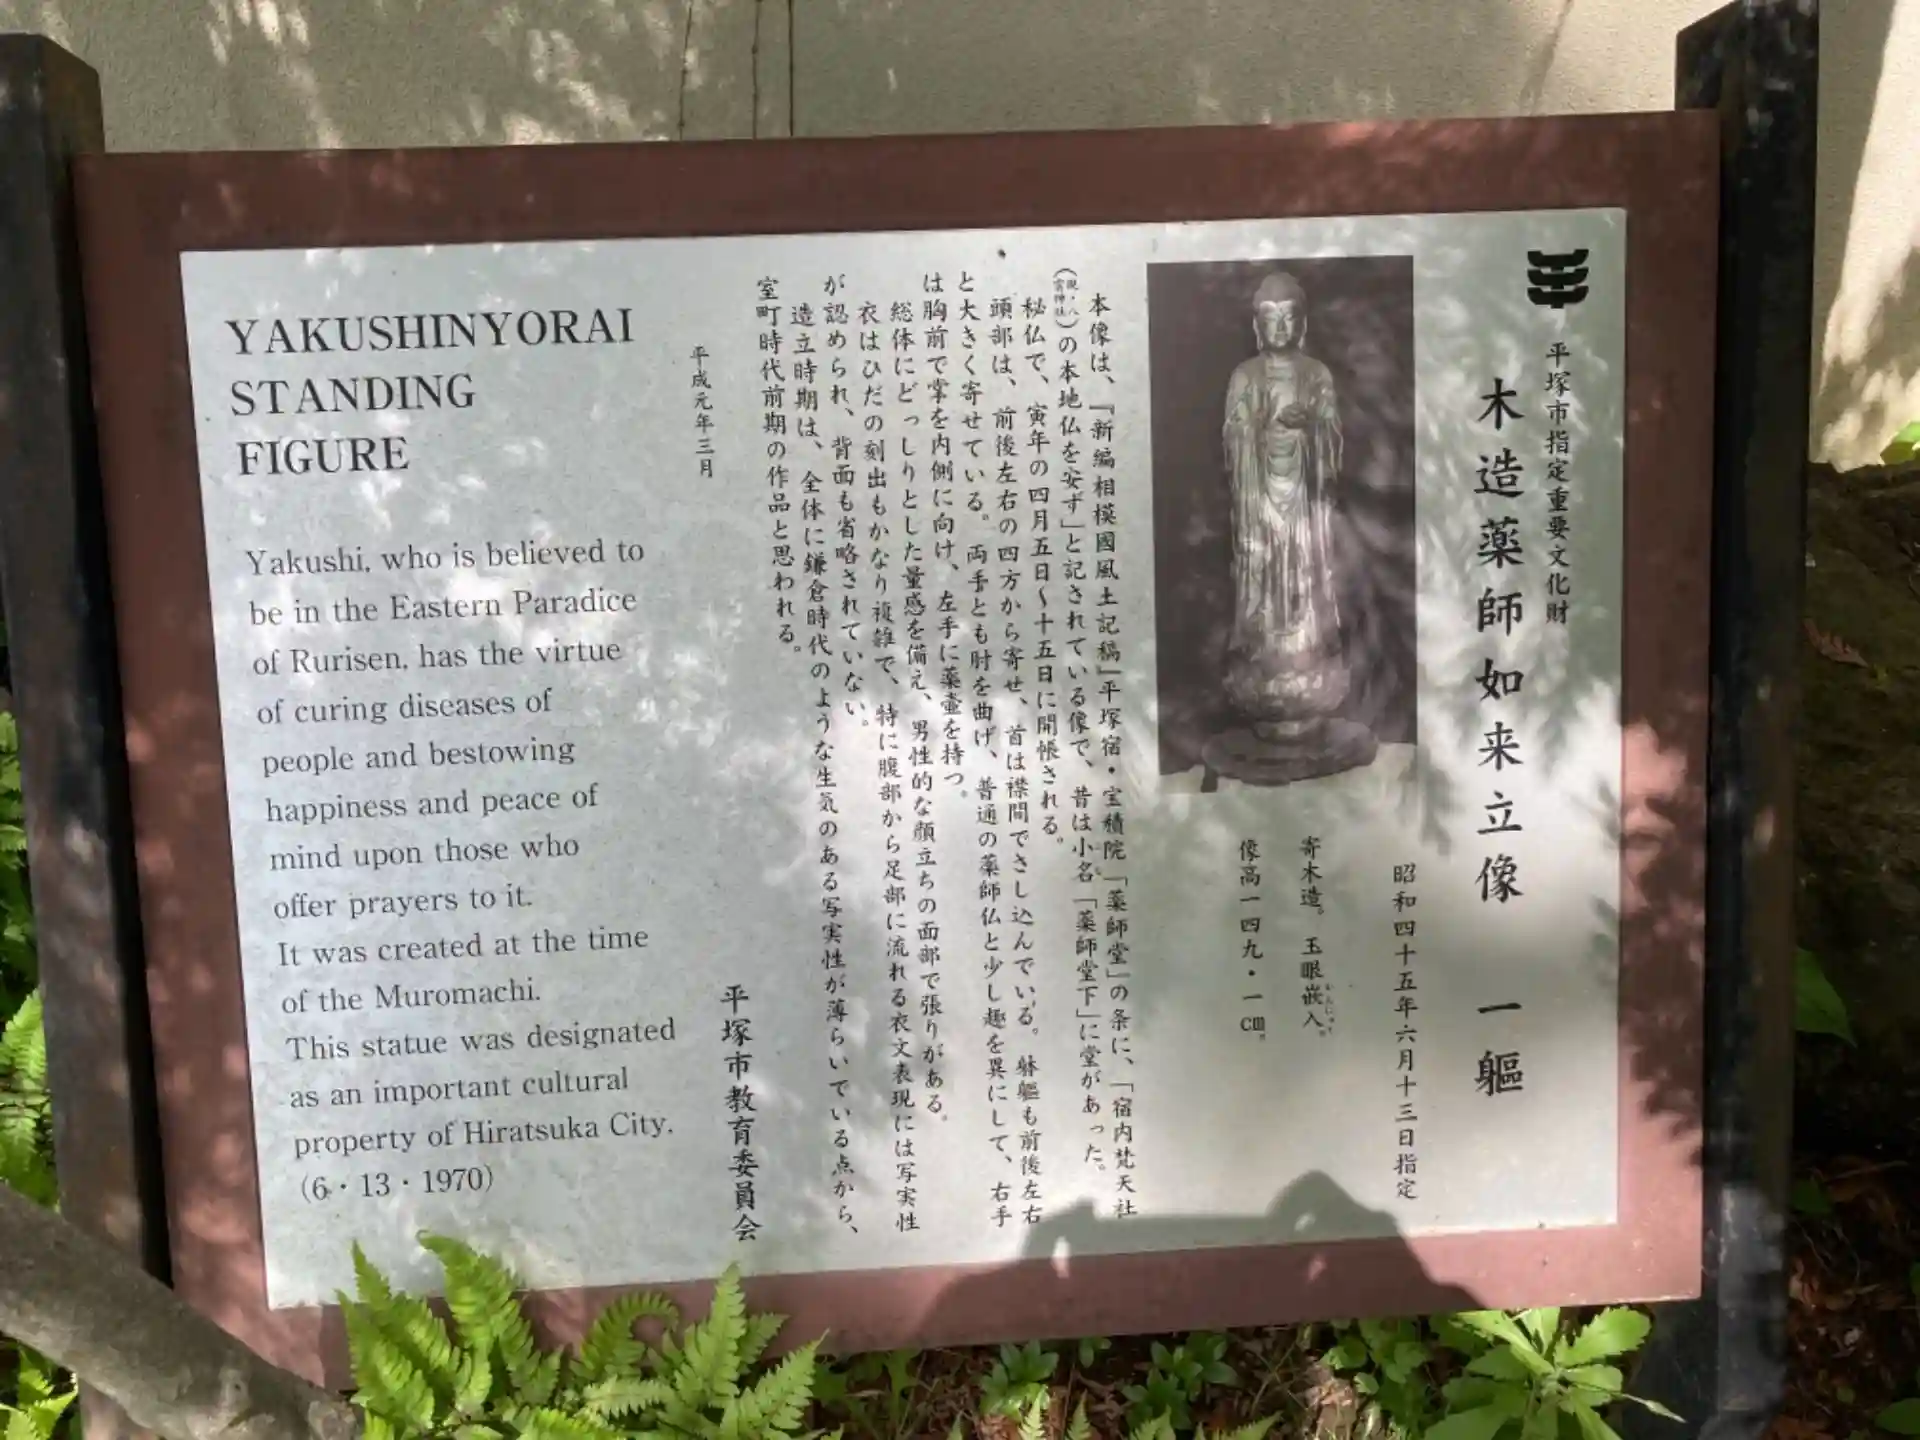 平塚市指定重要文化財
木造薬師如来立像 一軀
昭和四十五年六月十三日指定
寄木造。玉眼嵌入。
かんにゅう
像高一四九・一cm。
本像は、『新編相模國風土記稿』平塚宿・宝積院「薬師堂」の条に、「宿内梵天社
(現・八雲神社)の本地仏を安ず」と記されている像で、昔は小名「薬師堂下」に堂があった。
秘仏で、寅年の四月五日〜十五日に開帳される。
頭部は、前後左右の四方から寄せ、首は襟間でさし込んでいる。躰軀も前後左右
と大きく寄せている。両手とも肘を曲げ、普通の薬師仏と少し趣を異にして、右手
は胸前で掌を内側に向け、左手に薬壷を持つ。
総体にどっしりとした量感を備え、男性的な顔立ちの面部で張りがある。
衣はひだの刻出もかなり複雑で、特に腹部から足部に流れる衣文表現には写実性
が認められ、背面も省略されていない。
造立時期は、全体に鎌倉時代のような生気のある写実性が薄らいでいる点から、
室町時代前期の作品と思われる。
平成元年三月
平塚市教育委員会
YAKUSHINYORAI
STANDING
FIGURE
Yakushi, who is believed to
be in the Eastern Paradice
of Rurisen, has the virtue
of curing diseases of
people and bestowing
happiness and peace of
mind upon those who
offer prayers to it.
It was created at the time
of the Muromachi.
This statue was designated
as an important cultural
property of Hiratsuka City.
(6・13・1970)